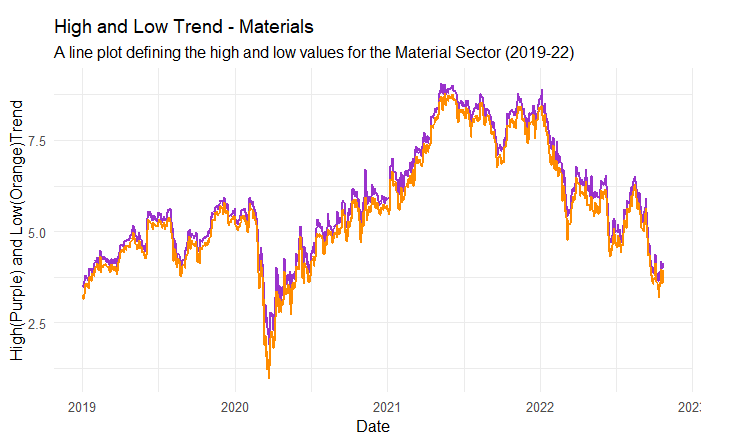 High and Low Trend - Materials
A line plot defining the high and low values for the Material Sector (2019-22)
High(Purple) and Low(Orange)Trend
7.5
5.0
2.5
2019 2020 2021 2022 202
Date